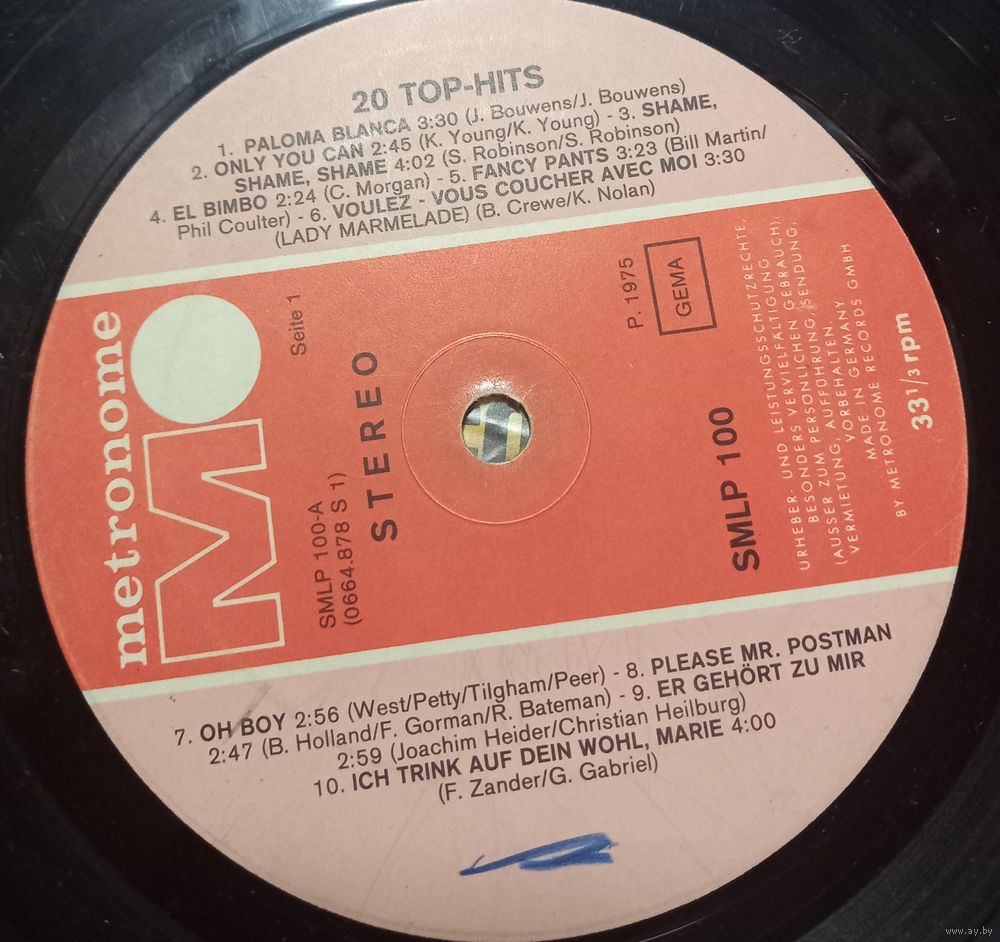 20 TOP-HITS
1. PALOMA BLANCA 3:30 (J. Bouwens/J. Bouwens)
2. ONLY YOU CAN 2:45 (K. Young/K. Young) - 3. SHAME,
SHAME, SHAME 4:02 (S. Robinson/S. Robinson)
4. EL BIMBO 2:24 (C. Morgan) - 5. FANCY PANTS 3:23 (Bill Martin/
Phil Coulter) - 6. VOULEZ - VOUS COUCHER AVEC MOI 3:30
(LADY MARMELADE) (B. Crewe/K. Nolan)
metronome
M
Seite 1
SMLP 100-A
(0664.878 S 1)
STEREO
P. 1975
GEMA
SMLP 100
URHEBER- UND LEISTUNGSSCHUTZRECHTE,
BESONDERS VERVIELFÄLTIGUNG
(AUSSER ZUM PERSÖNLICHEN GEBRAUCH),
VERMIETUNG, AUFFÜHRUNG, SENDUNG,
VORBEHALTEN.
MADE IN GERMANY
BY METRONOME RECORDS GMBH
33 1/3 rpm
7. OH BOY 2:56 (West/Petty/Tilgham/Peer) - 8. PLEASE MR. POSTMAN
2:47 (B. Holland/F. Gorman/R. Bateman) - 9. ER GEHÖRT ZU MIR
2:59 (Joachim Heider/Christian Heilburg)
10. ICH TRINK AUF DEIN WOHL, MARIE 4:00
(F. Zander/G. Gabriel)
www.ay.by